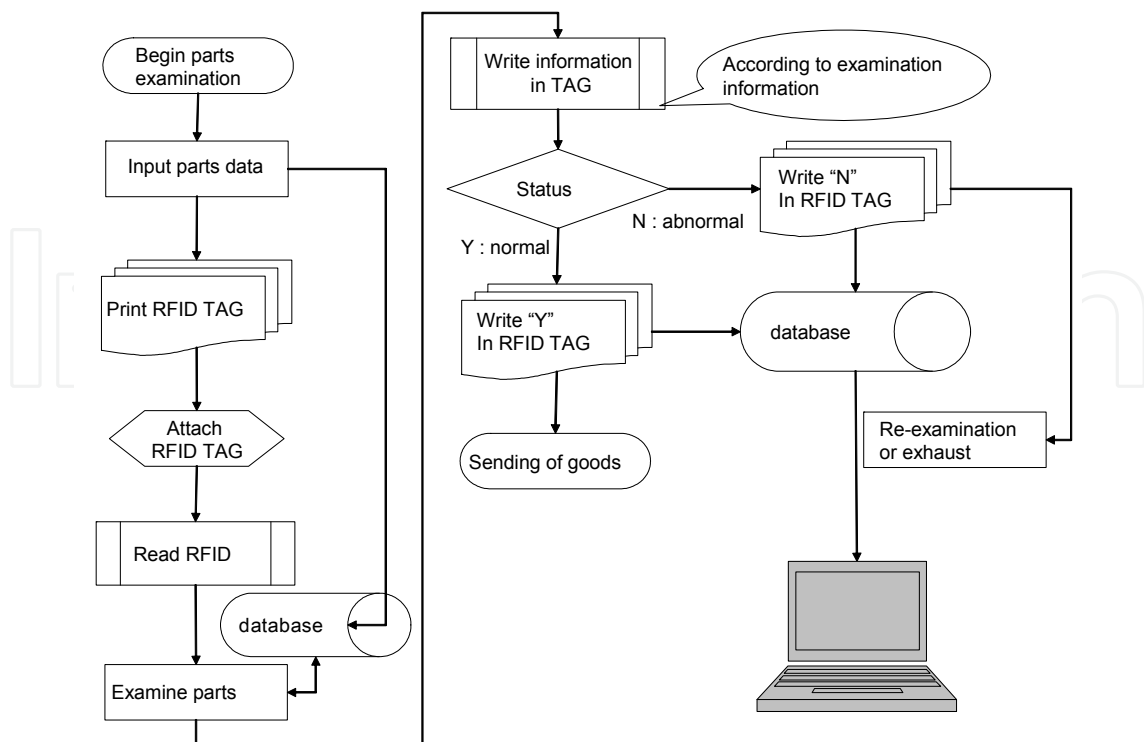 Begin parts
examination
Input parts data
Print RFID TAG
Attach
RFID TAG
Read RFID
database
Examine parts
Write information
in TAG
According to examination
information
Status
N : abnormal
Y : normal
Write “N”
In RFID TAG
Write “Y”
In RFID TAG
database
Sending of goods
Re-examination
or exhaust